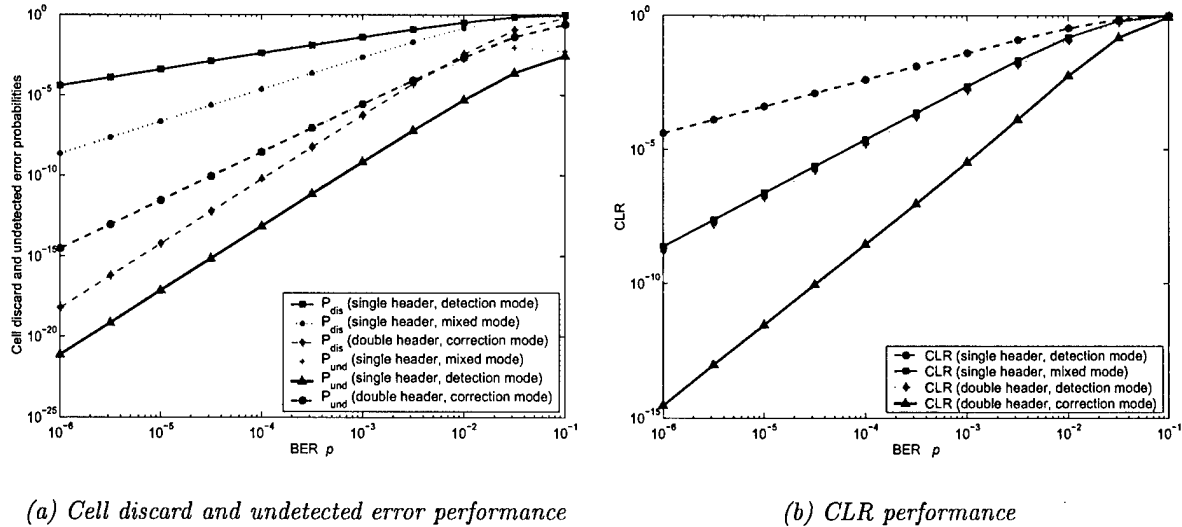 Cell discard and undetected error probabilities
10^0
10^-5
10^-10
10^-15
10^-20
10^-25
P_dis (single header, detection mode)
P_dis (single header, mixed mode)
P_dis (double header, correction mode)
P_und (single header, mixed mode)
P_und (single header, detection mode)
P_und (double header, correction mode)
10^-6 10^-5 10^-4 10^-3 10^-2 10^-1
BER p
CLR
10^0
10^-5
10^-10
10^-15
CLR (single header, detection mode)
CLR (single header, mixed mode)
CLR (double header, detection mode)
CLR (double header, correction mode)
10^-6 10^-5 10^-4 10^-3 10^-2 10^-1
BER p
(a) Cell discard and undetected error performance
(b) CLR performance